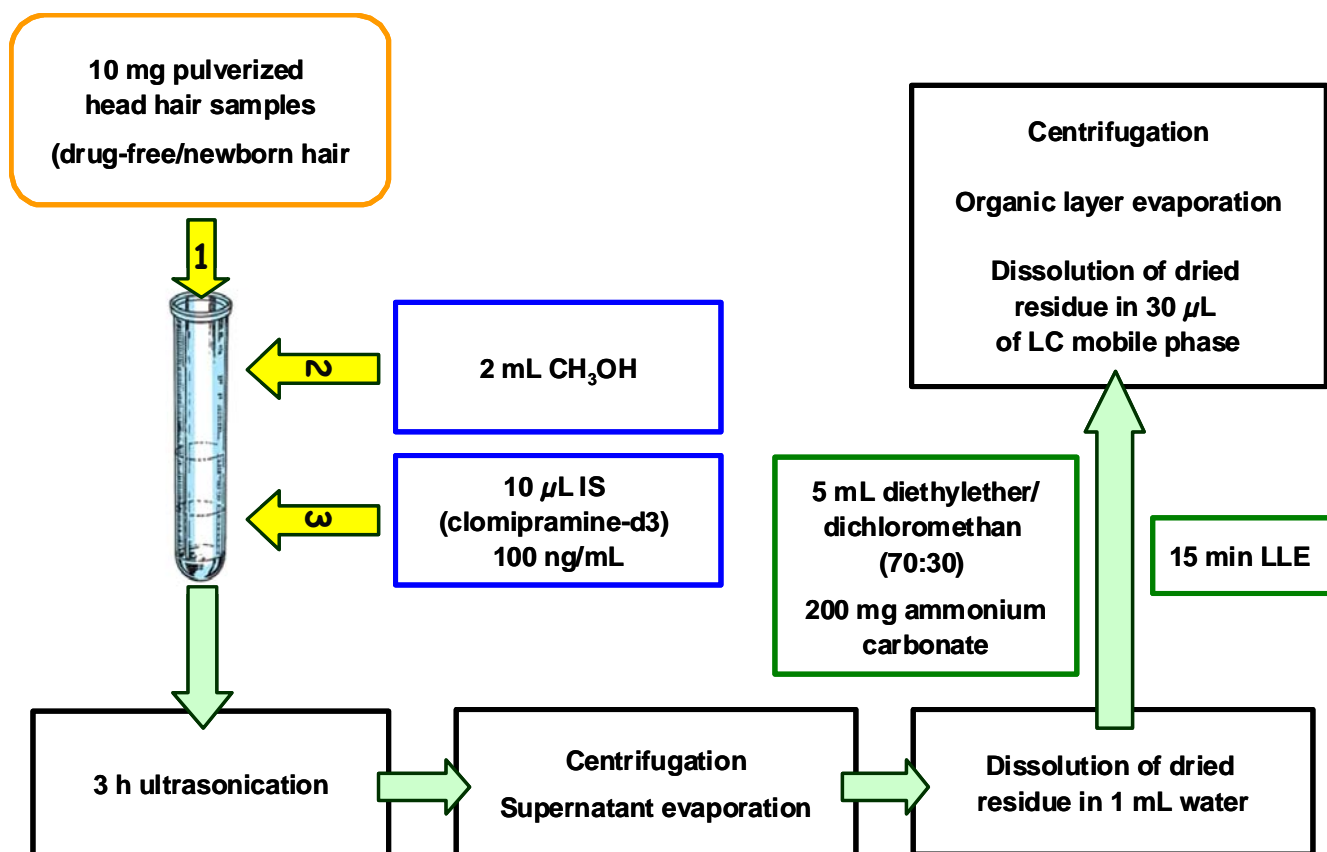 10 mg pulverized
head hair samples
(drug-free/newborn hair
1
2
2 mL CH₃OH
3
10 µL IS
(clomipramine-d3)
100 ng/mL
3 h ultrasonication
Centrifugation
Supernatant evaporation
Dissolution of dried
residue in 1 mL water
5 mL diethylether/
dichloromethan
(70:30)
200 mg ammonium
carbonate
15 min LLE
Centrifugation
Organic layer evaporation
Dissolution of dried
residue in 30 µL
of LC mobile phase